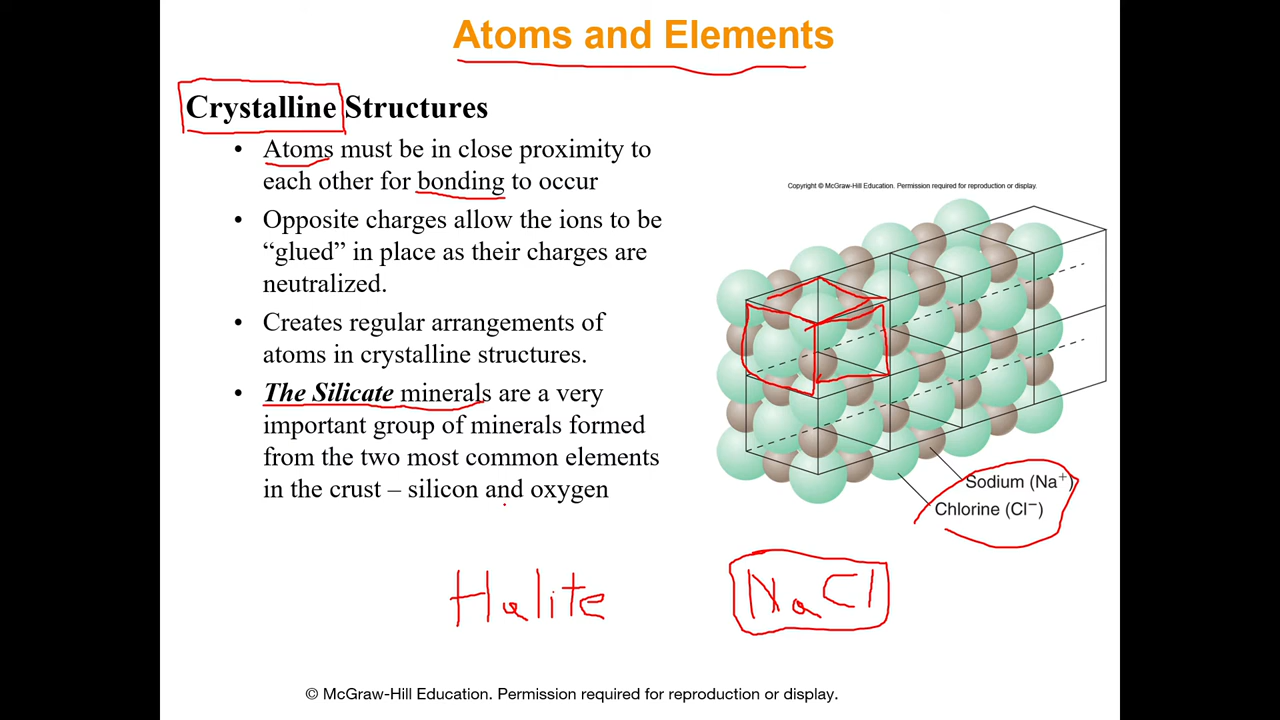 Atoms and Elements
Crystalline Structures
• Atoms must be in close proximity to
each other for bonding to occur
• Opposite charges allow the ions to be
“glued” in place as their charges are
neutralized.
• Creates regular arrangements of
atoms in crystalline structures.
• The Silicate minerals are a very
important group of minerals formed
from the two most common elements
in the crust – silicon and oxygen
Copyright © McGraw-Hill Education. Permission required for reproduction or display.
Sodium (Na⁺)
Chlorine (Cl⁻)
Halite
NaCl
© McGraw-Hill Education. Permission required for reproduction or display.